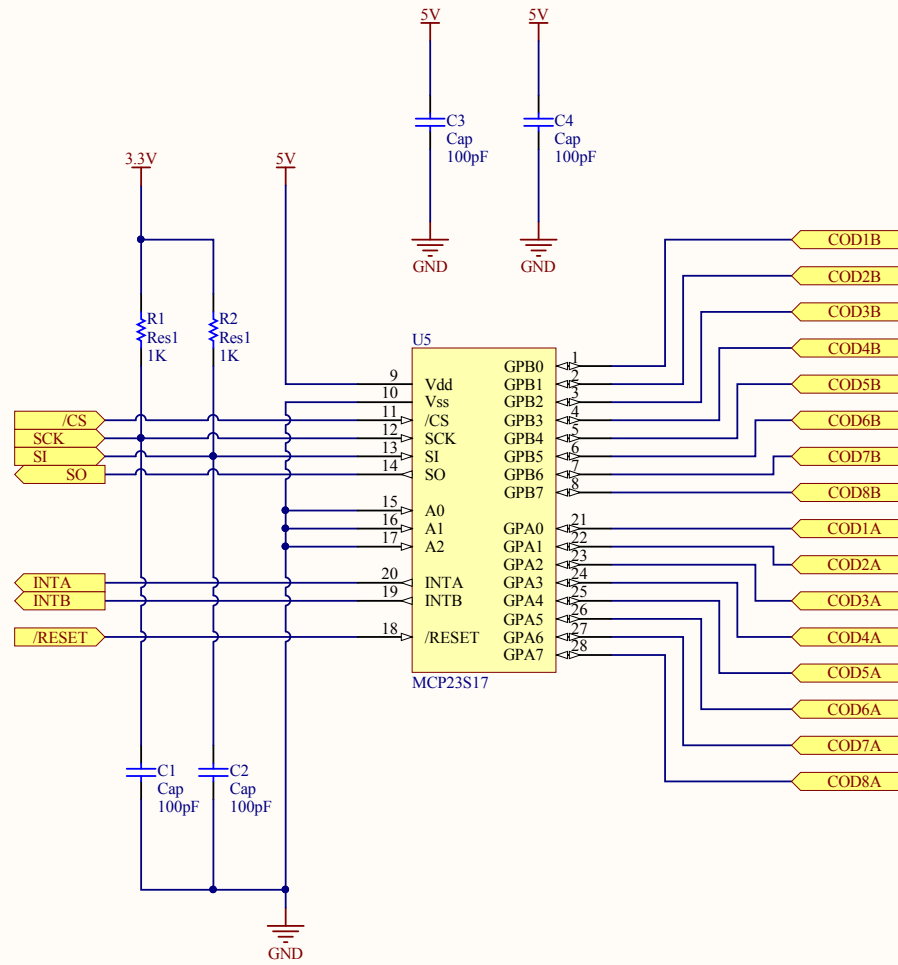 5V
5V
C3
Cap
100pF
C4
Cap
100pF
3.3V
5V
GND
GND
R1
Res1
1K
R2
Res1
1K
U5
9 Vdd
10 Vss
11 /CS
12 SCK
13 SI
14 SO
15 A0
16 A1
17 A2
20 INTA
19 INTB
18 /RESET
GPB0 1
GPB1 2
GPB2 3
GPB3 4
GPB4 5
GPB5 6
GPB6 7
GPB7 8
GPA0 21
GPA1 22
GPA2 23
GPA3 24
GPA4 25
GPA5 26
GPA6 27
GPA7 28
MCP23S17
/CS
SCK
SI
SO
INTA
INTB
/RESET
COD1B
COD2B
COD3B
COD4B
COD5B
COD6B
COD7B
COD8B
COD1A
COD2A
COD3A
COD4A
COD5A
COD6A
COD7A
COD8A
C1
Cap
100pF
C2
Cap
100pF
GND